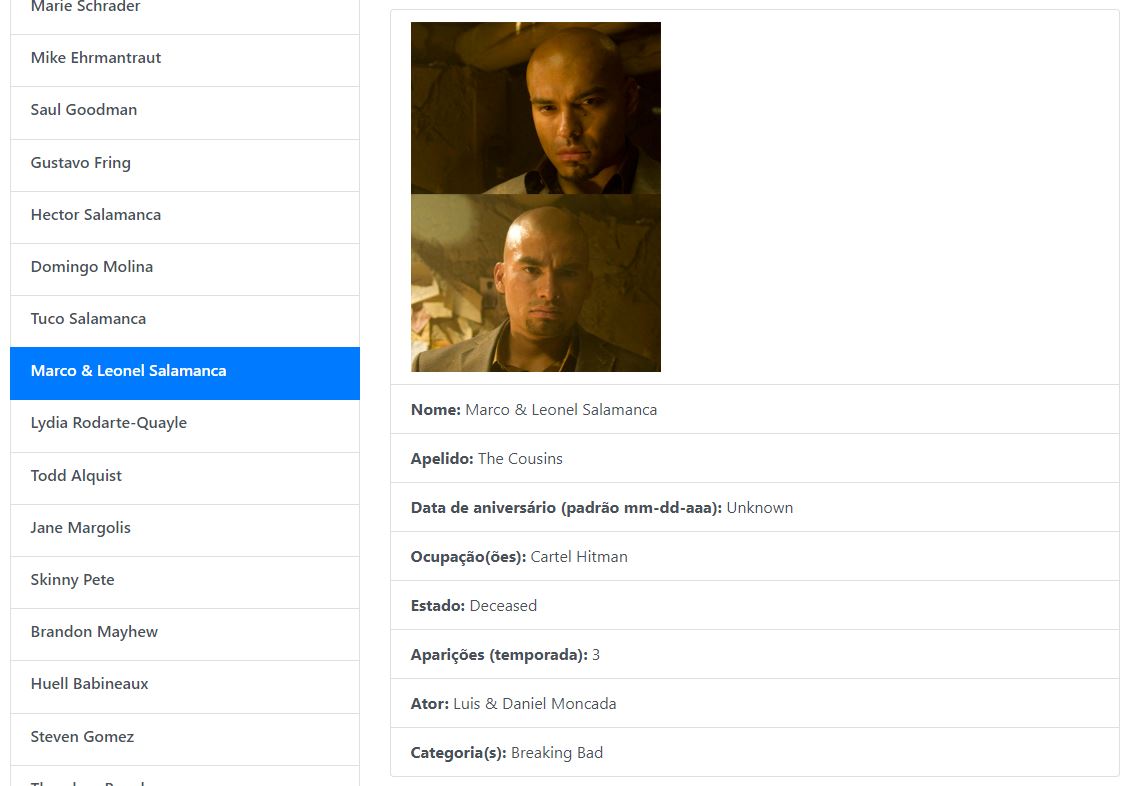 Marie Schrader
Mike Ehrmantraut
Saul Goodman
Gustavo Fring
Hector Salamanca
Domingo Molina
Tuco Salamanca
Marco & Leonel Salamanca
Lydia Rodarte-Quayle
Todd Alquist
Jane Margolis
Skinny Pete
Brandon Mayhew
Huell Babineaux
Steven Gomez
Nome: Marco & Leonel Salamanca
Apelido: The Cousins
Data de aniversário (padrão mm-dd-aaa): Unknown
Ocupação(ões): Cartel Hitman
Estado: Deceased
Aparições (temporada): 3
Ator: Luis & Daniel Moncada
Categoria(s): Breaking Bad